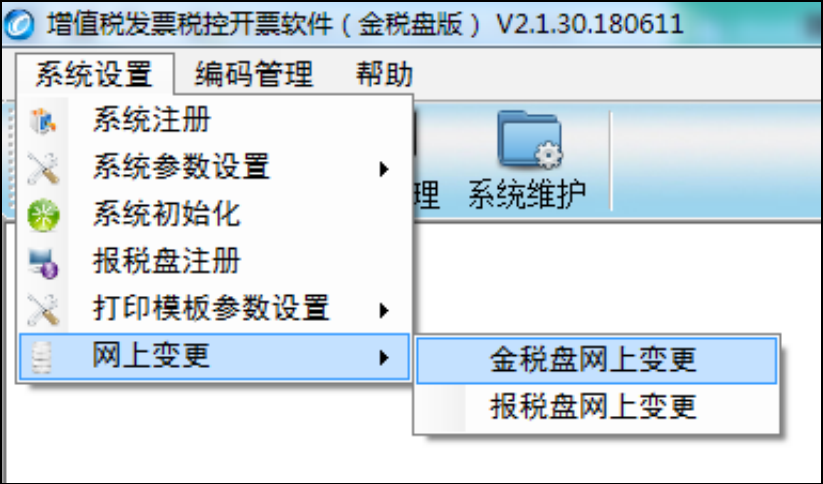 增值税发票税控开票软件（金税盘版） V2.1.30.180611
系统设置 编码管理 帮助
系统注册
系统参数设置
理 系统维护
系统初始化
报税盘注册
打印模板参数设置
网上变更 金税盘网上变更
报税盘网上变更